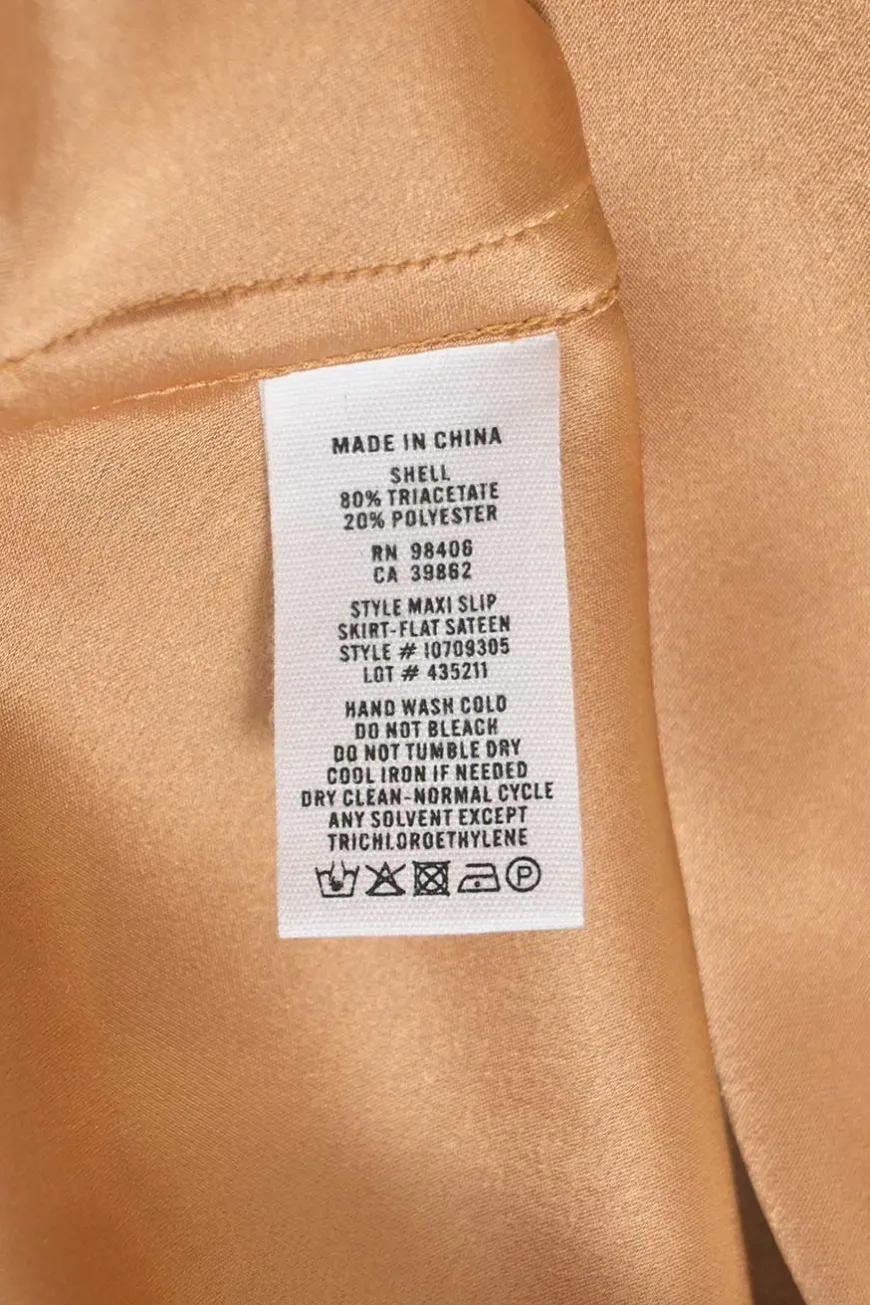 MADE IN CHINA
SHELL
80% TRIACETATE
20% POLYESTER
RN 98406
CA 39862
STYLE MAXI SLIP
SKIRT-FLAT SATEEN
STYLE # I0709305
LOT # 435211
HAND WASH COLD
DO NOT BLEACH
DO NOT TUMBLE DRY
COOL IRON IF NEEDED
DRY CLEAN-NORMAL CYCLE
ANY SOLVENT EXCEPT
TRICHLOROETHYLENE
P